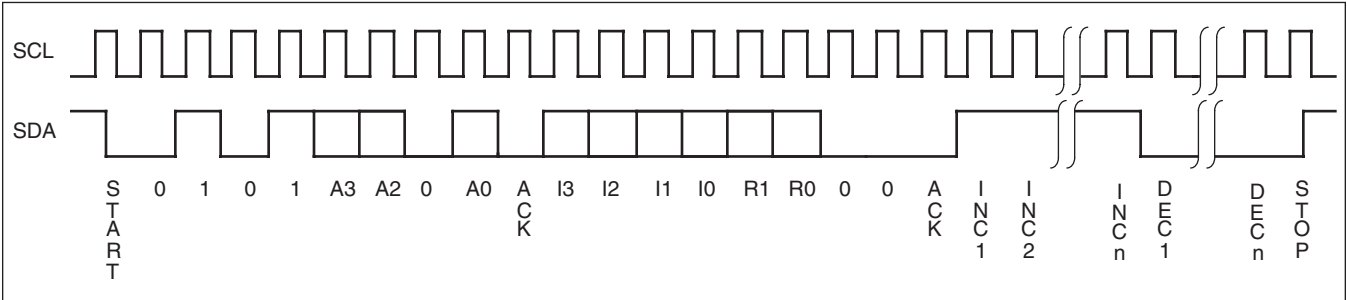 SCL
SDA
START 0 1 0 1 A3 A2 0 A0 ACK I3 I2 I1 I0 R1 R0 0 0 ACK INC1 INC2 INCn DEC1 DECn STOP